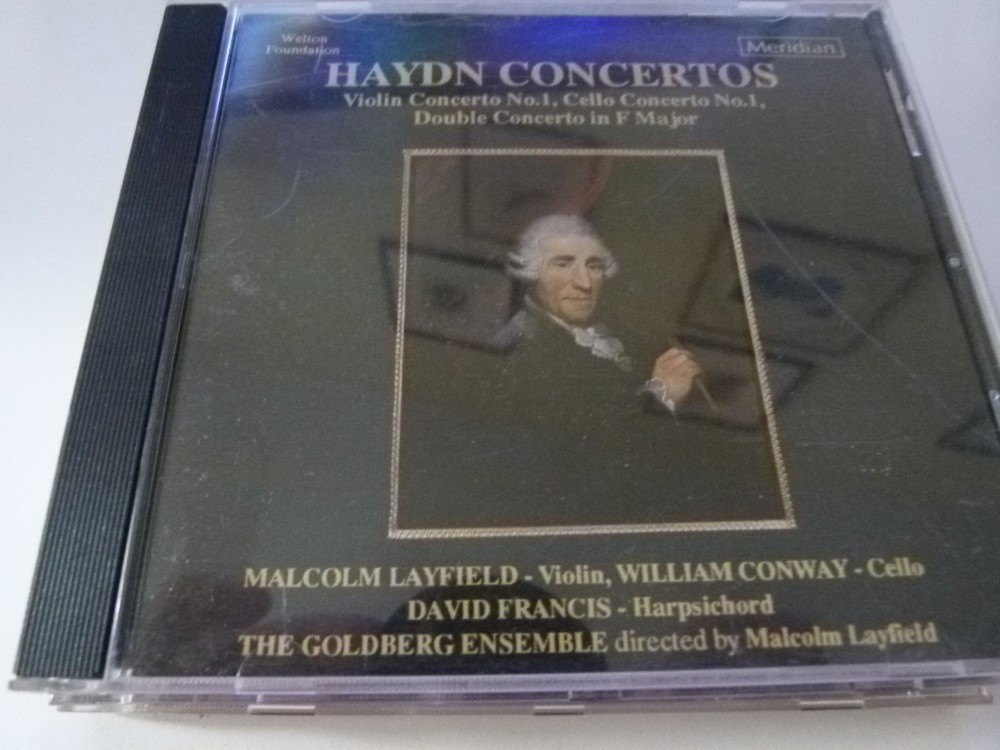 Welton
Foundation
Meridian
HAYDN CONCERTOS
Violin Concerto No.1, Cello Concerto No.1,
Double Concerto in F Major
MALCOLM LAYFIELD - Violin, WILLIAM CONWAY - Cello
DAVID FRANCIS - Harpsichord
THE GOLDBERG ENSEMBLE directed by Malcolm Layfield